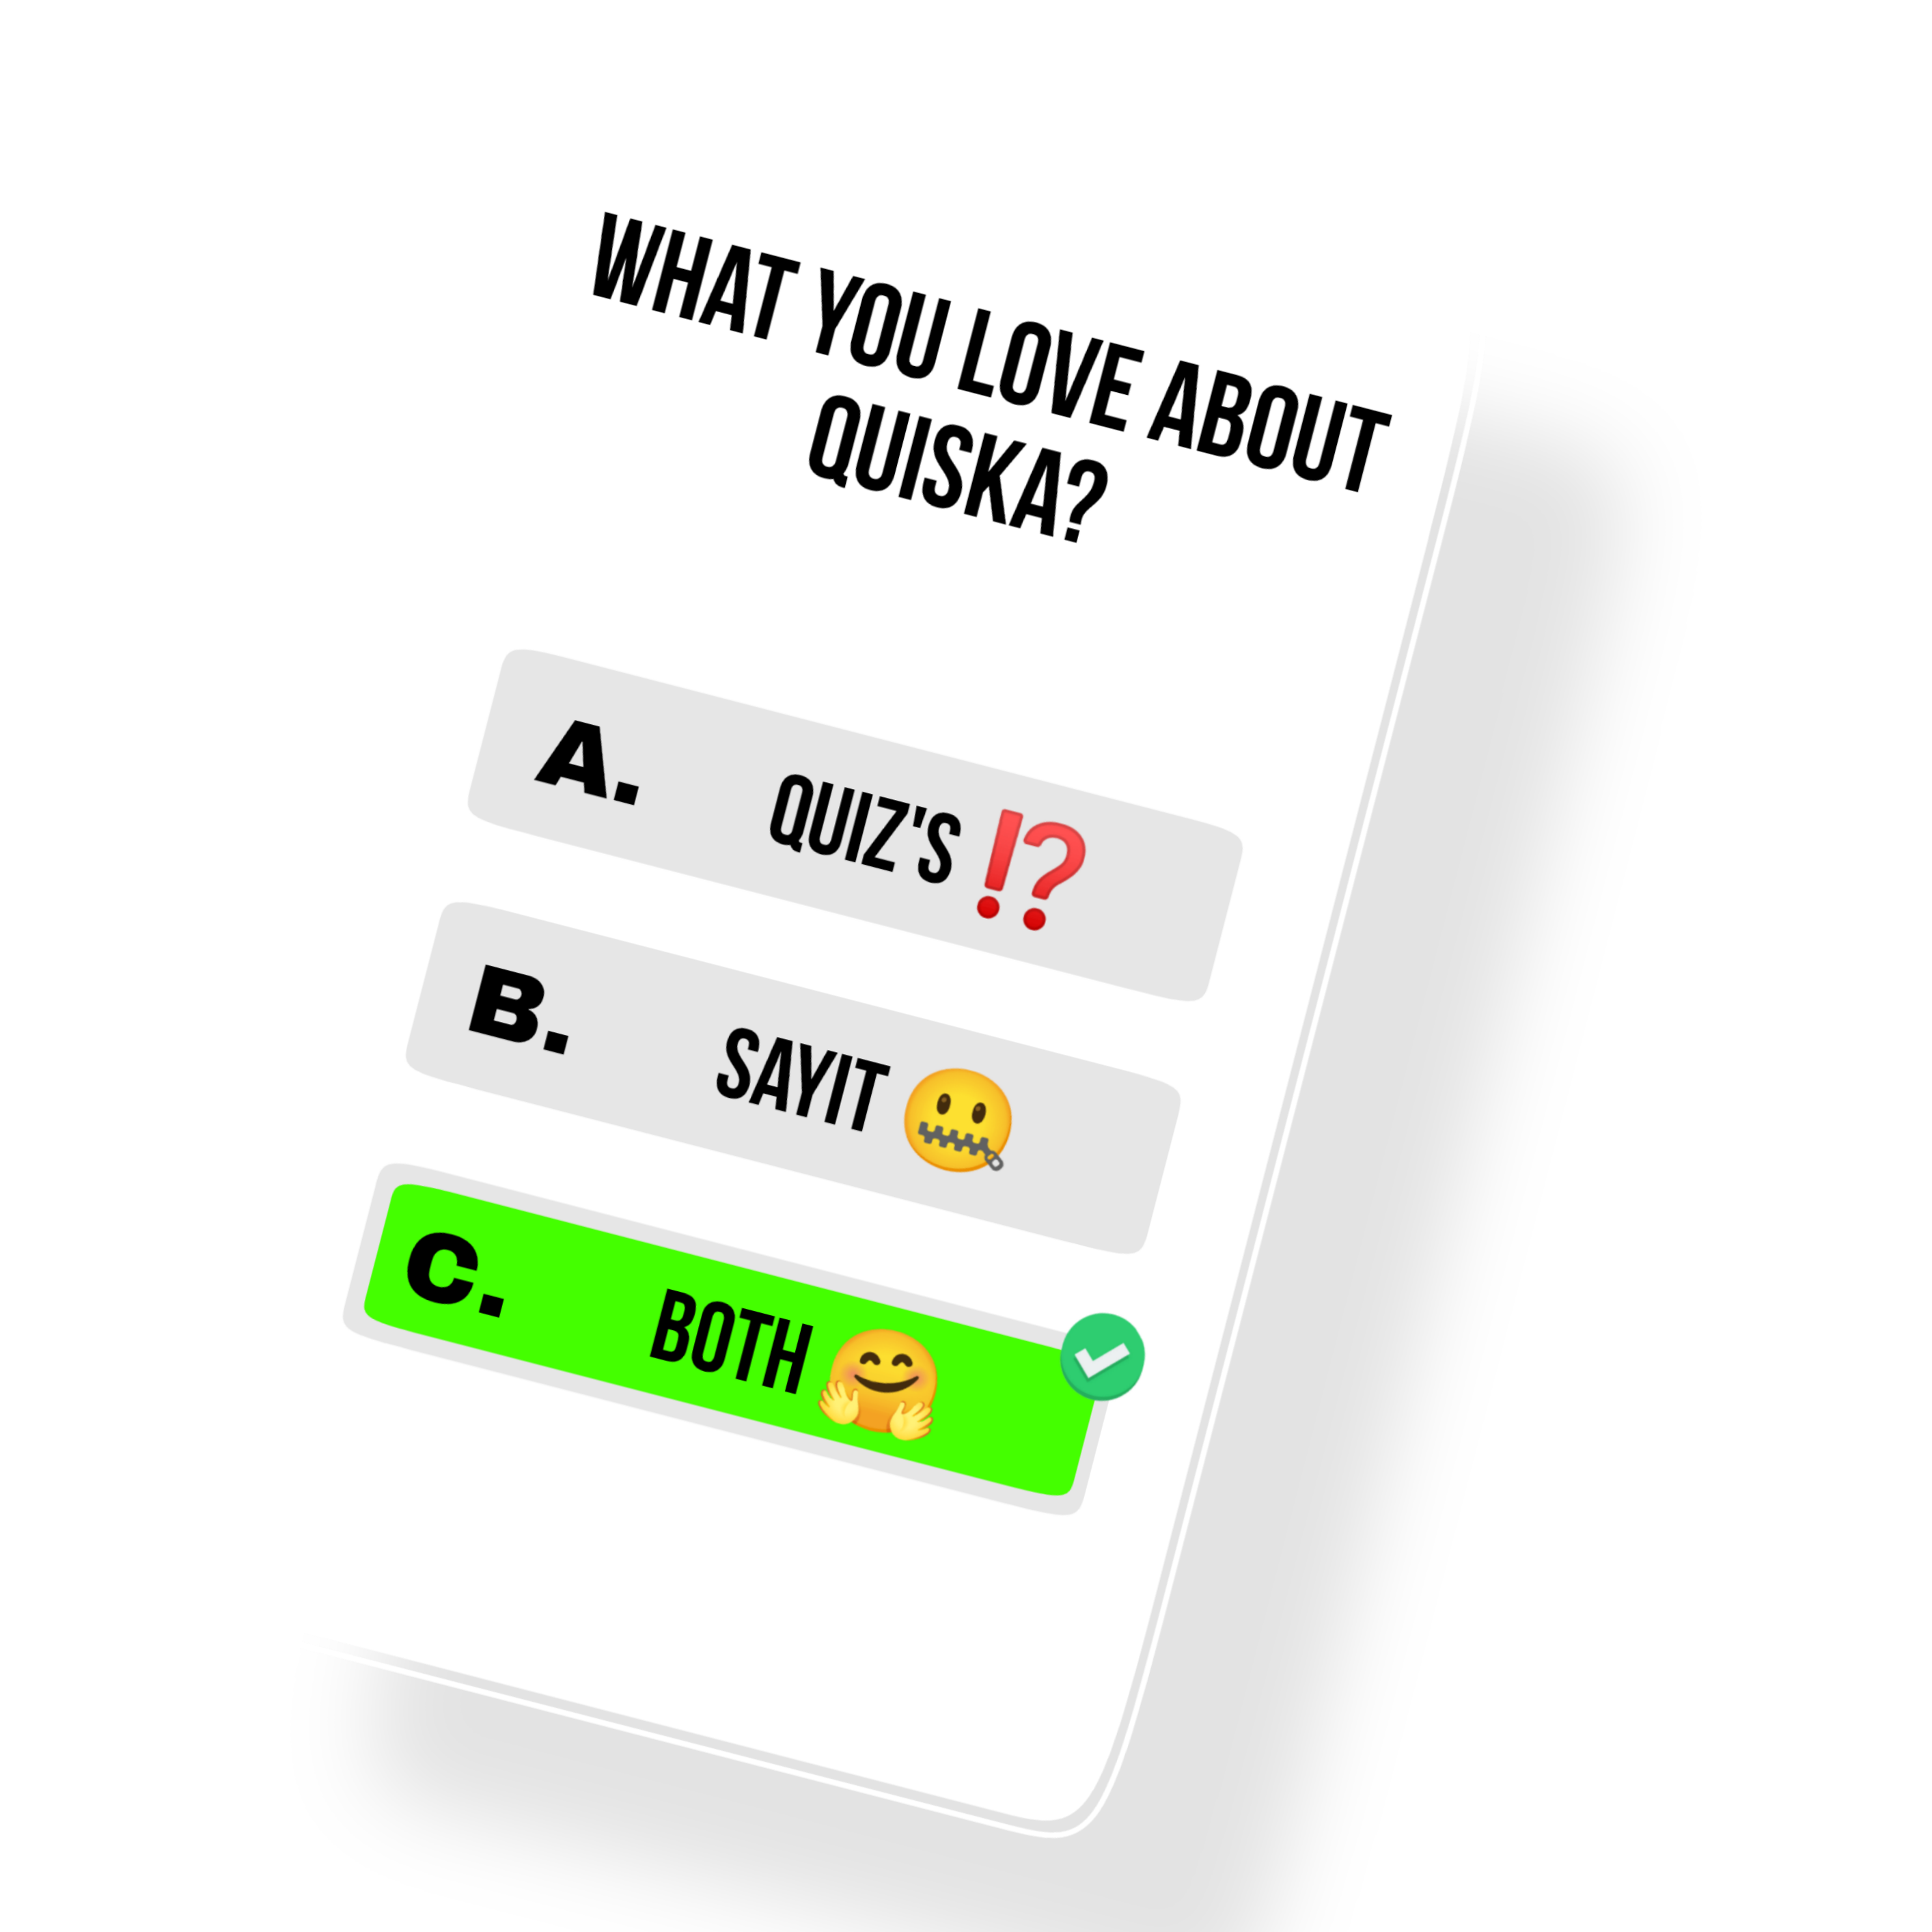 WHAT YOU LOVE ABOUT
QUISKA?
A. QUIZ'S ⁉️
B. SAYIT 🤐
C. BOTH 🤗